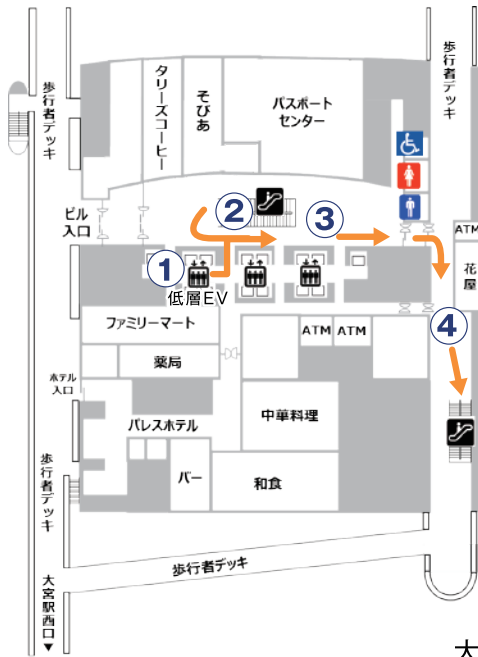 歩行者デッキ
タリーズコーヒー
そぴあ
パスポート
センター
歩行者デッキ
ビル
入口
②
③
ATM
花屋
①
低層EV
ファミリーマート
ATM
ATM
④
薬局
ホテル
入口
パレスホテル
中華料理
バー
和食
歩行者デッキ
歩行者デッキ
大宮駅西口▼
大